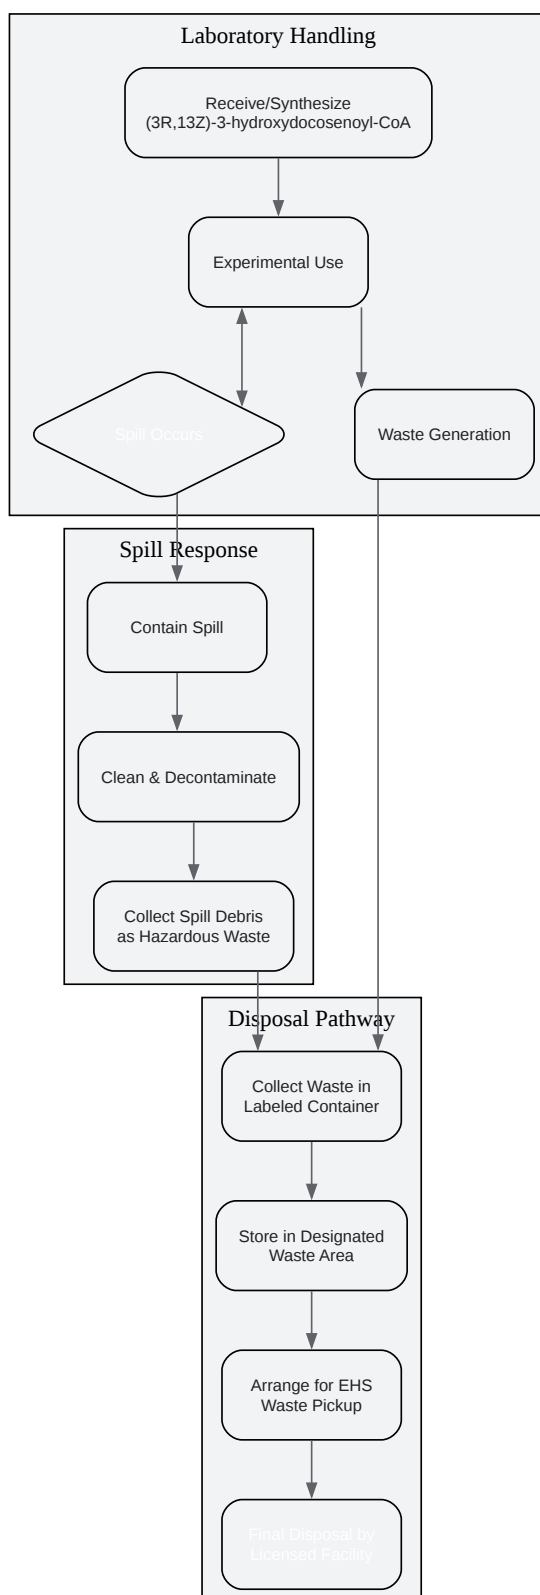 Laboratory Handling
Receive/Synthesize
(3R,13Z)-3-hydroxydocosenoyl-CoA
Experimental Use
Spill Occurs
Waste Generation
Spill Response
Contain Spill
Clean & Decontaminate
Collect Spill Debris
as Hazardous Waste
Disposal Pathway
Collect Waste in
Labeled Container
Store in Designated
Waste Area
Arrange for EHS
Waste Pickup
Final Disposal by
Licensed Facility